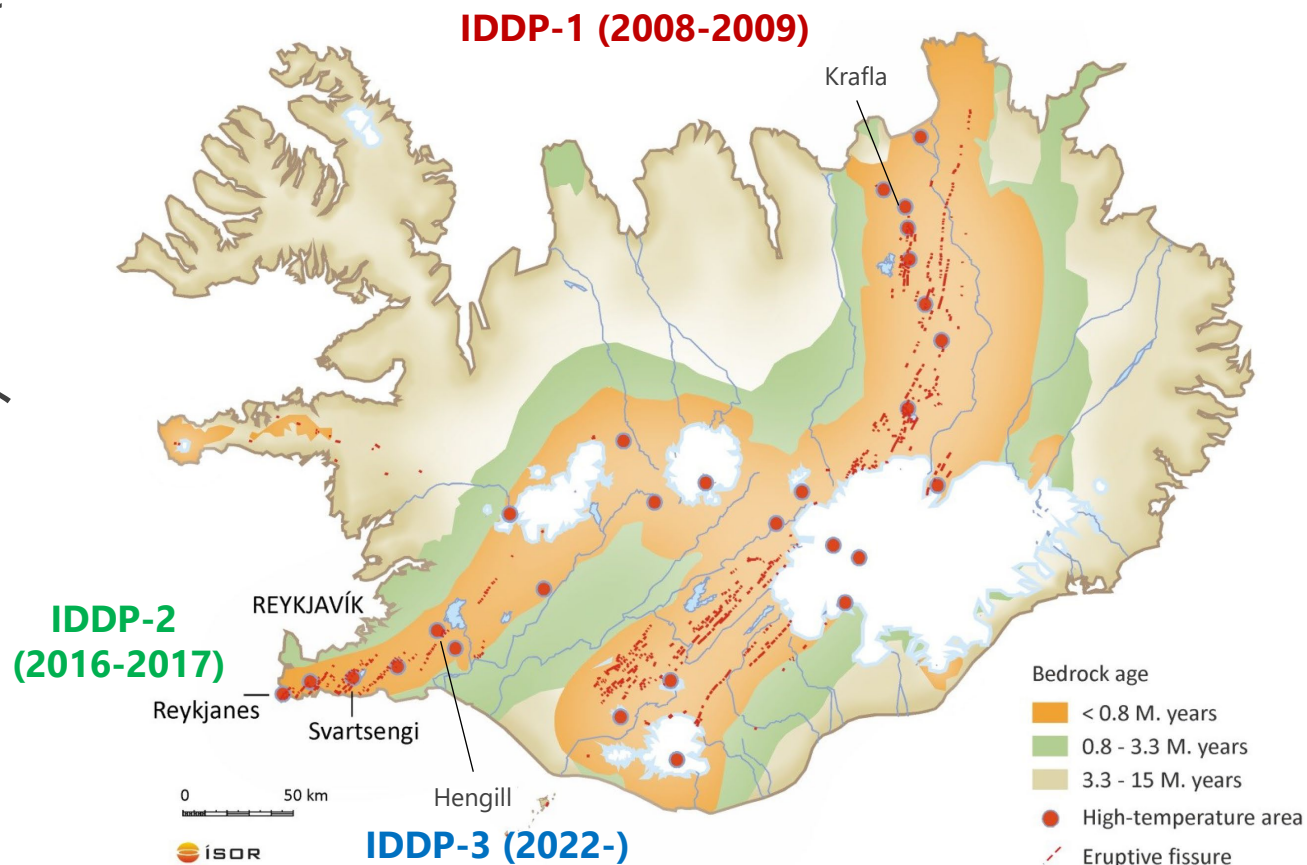 IDDP-1 (2008-2009)
Krafla
REYKJAVÍK
IDDP-2
(2016-2017)
Reykjanes
Svartsengi
Hengill
IDDP-3 (2022-)
0 50 km
ÍSOR
Bedrock age
< 0.8 M. years
0.8 - 3.3 M. years
3.3 - 15 M. years
High-temperature area
Eruptive fissure